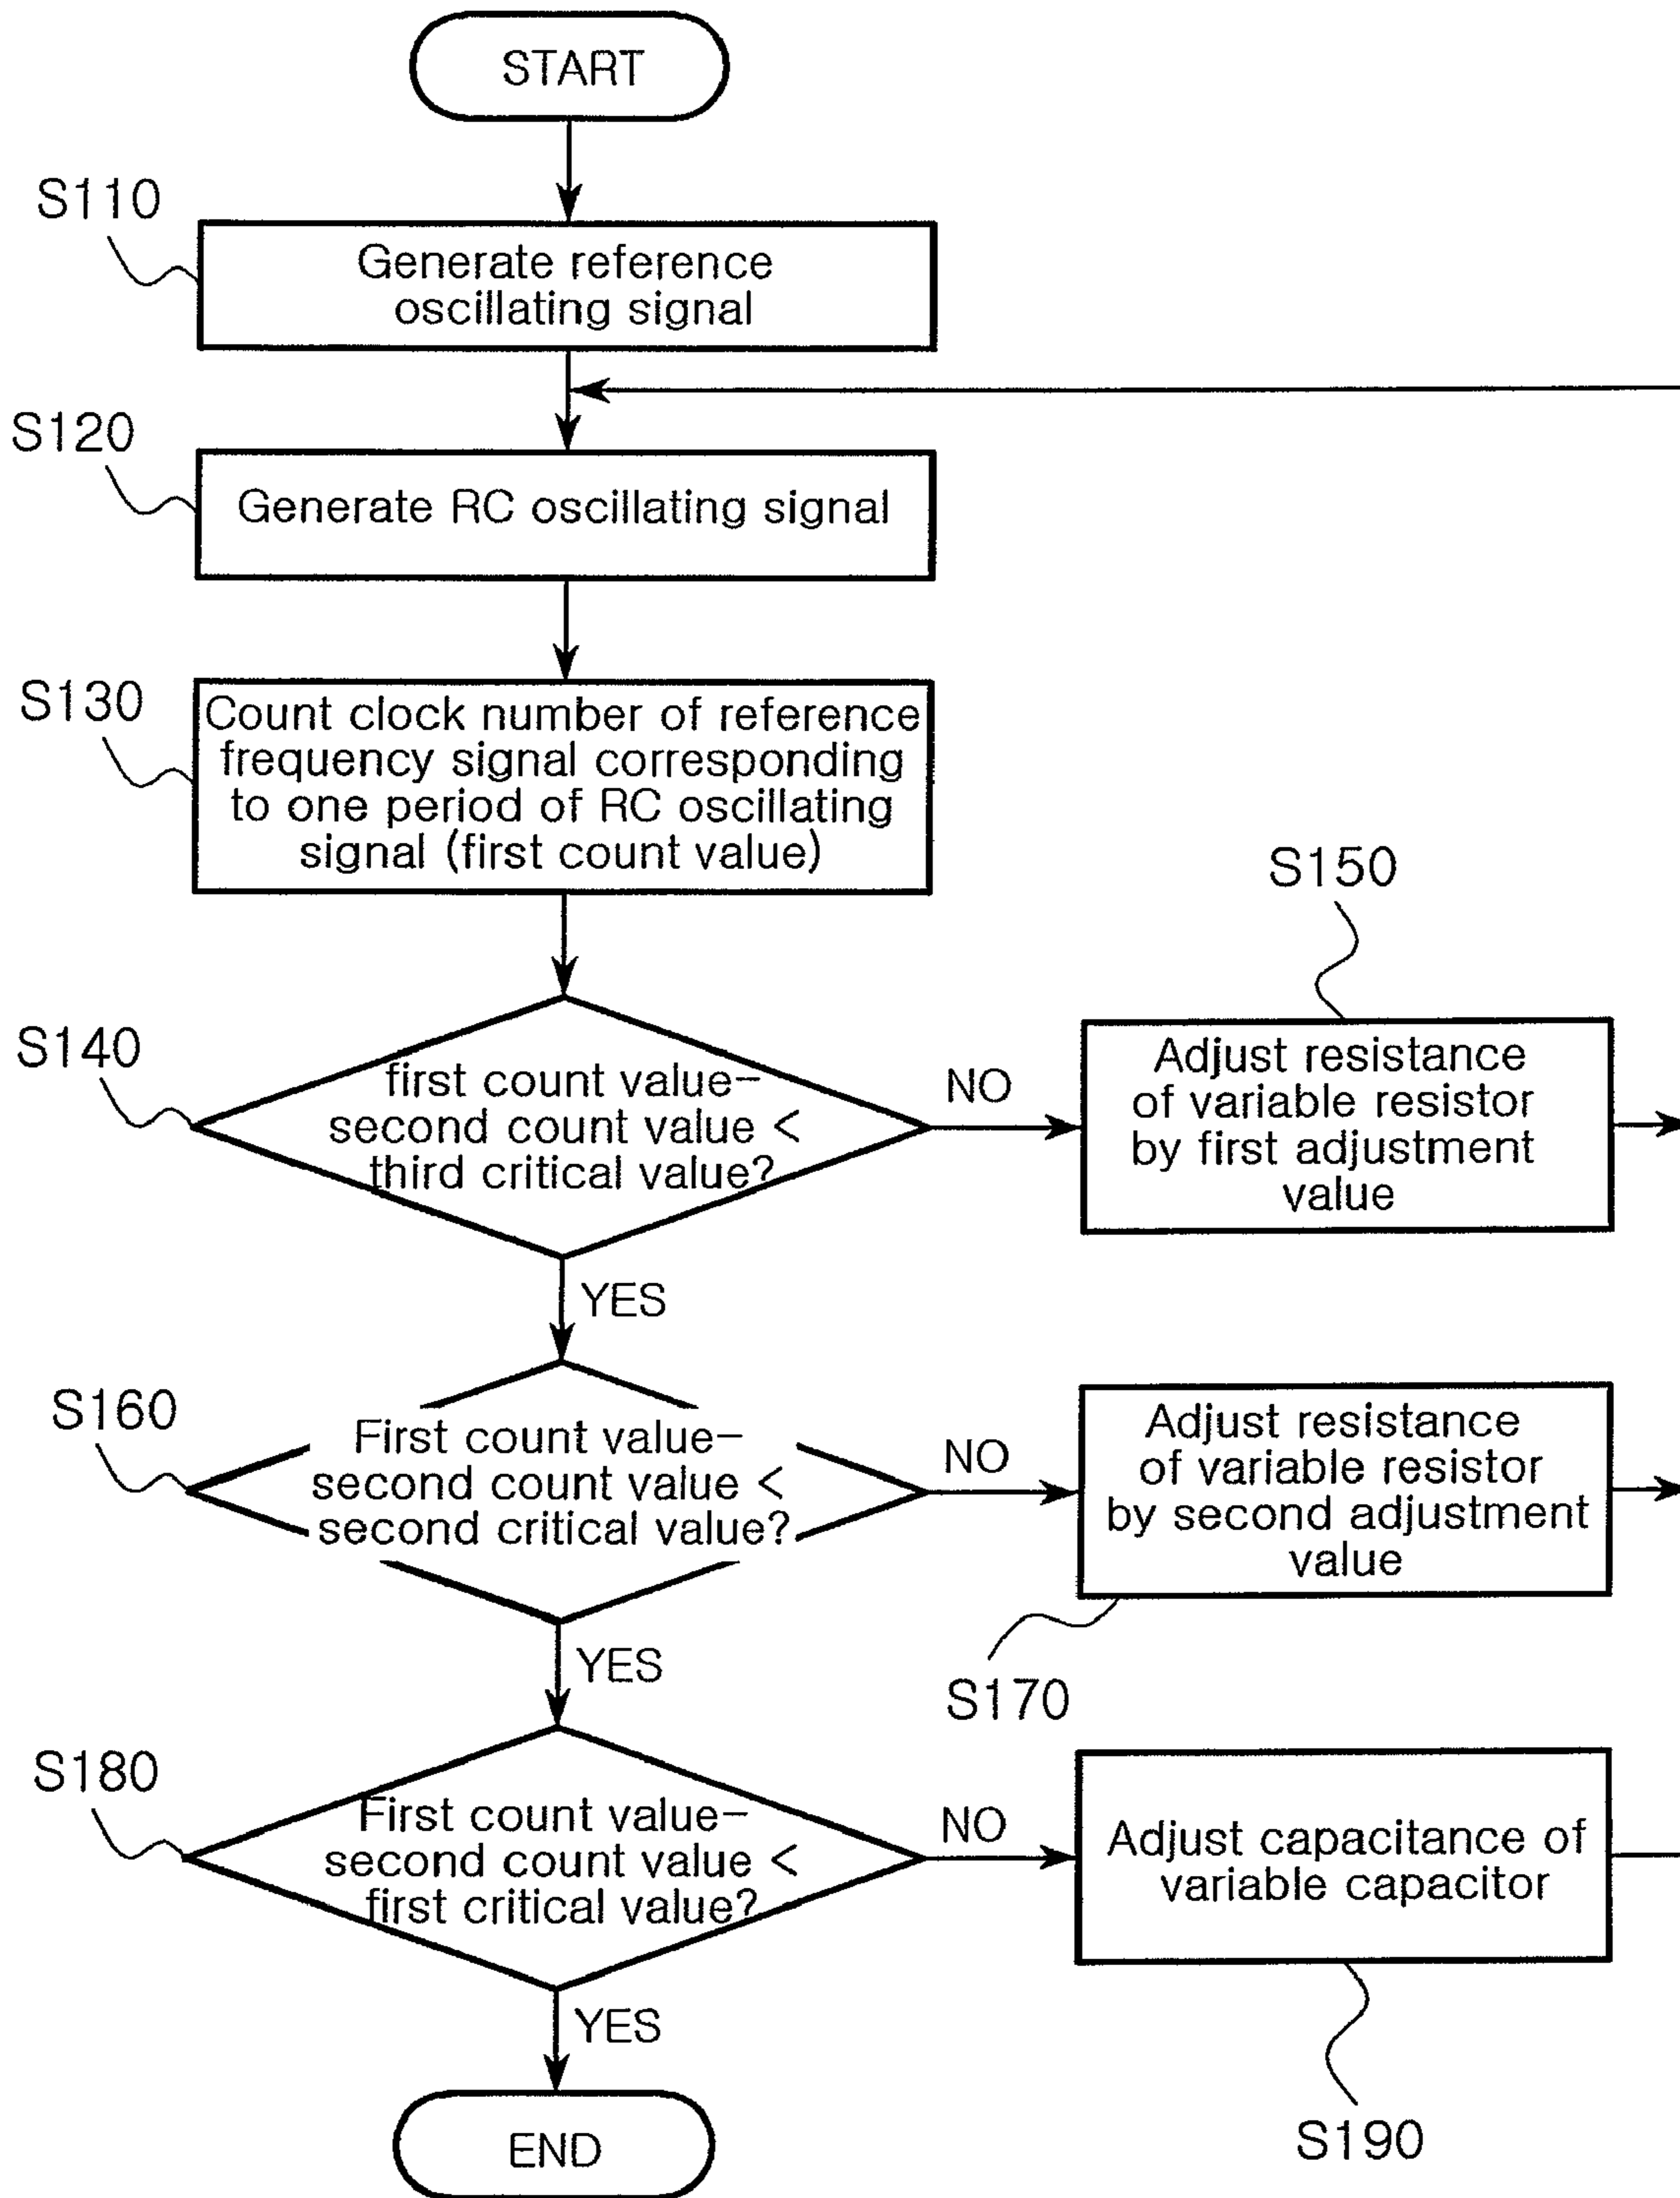 START
S110
Generate reference
oscillating signal
S120
Generate RC oscillating signal
S130
Count clock number of reference
frequency signal corresponding
to one period of RC oscillating
signal (first count value)
S140
first count value-
second count value <
third critical value?
NO
S150
Adjust resistance
of variable resistor
by first adjustment
value
YES
S160
First count value-
second count value <
second critical value?
NO
Adjust resistance
of variable resistor
by second adjustment
value
S170
YES
S180
First count value-
second count value <
first critical value?
NO
Adjust capacitance of
variable capacitor
S190
YES
END